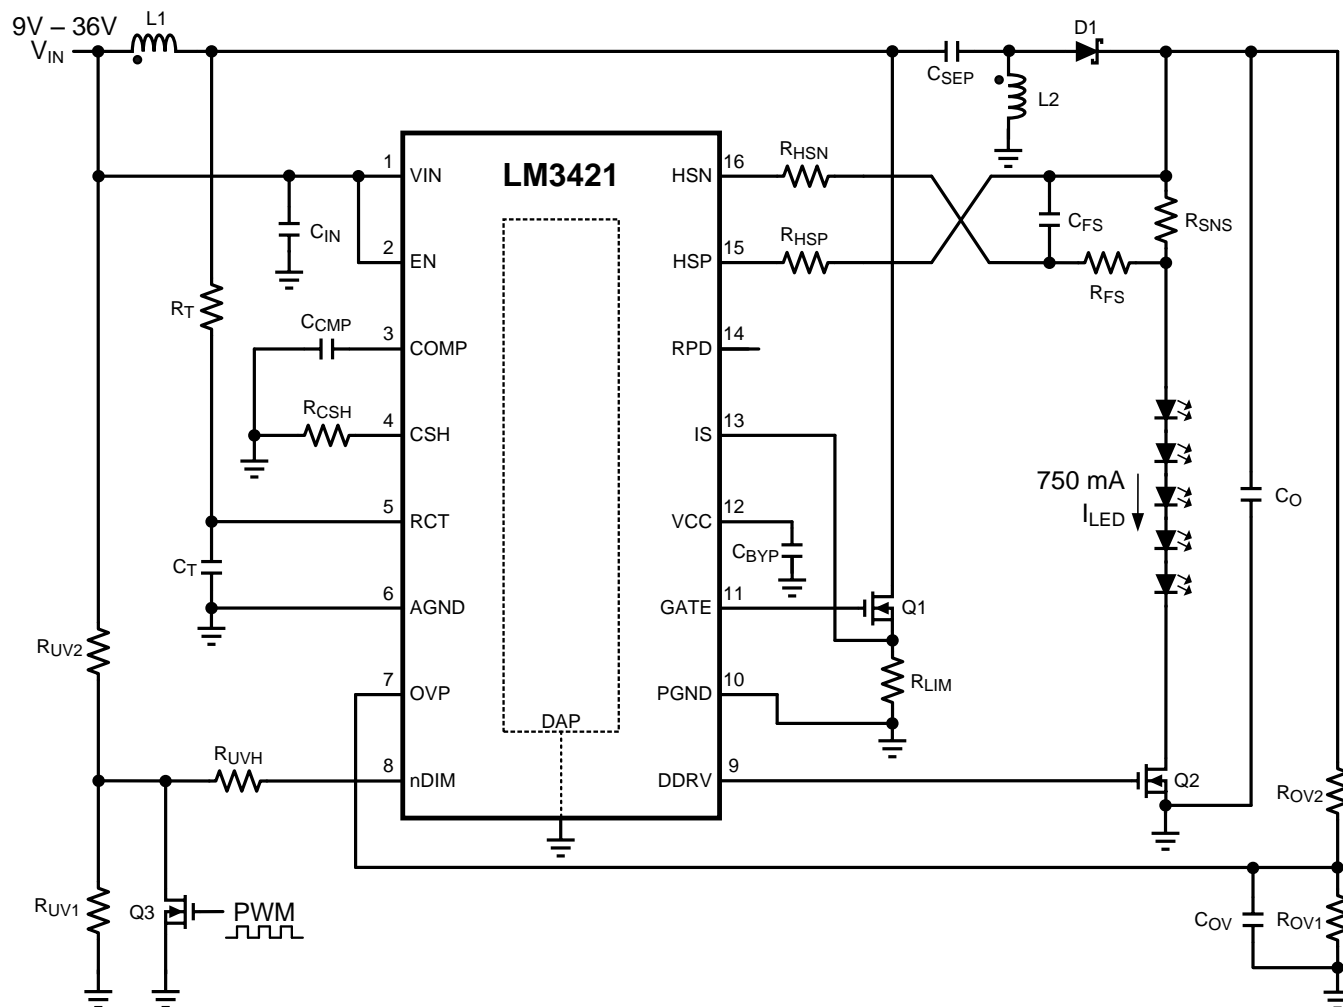 9V – 36V
VIN
L1
D1
CSEP
L2
LM3421
1
VIN
HSN
16
RHSN
CIN
CFS
RSNS
2
EN
HSP
15
RHSP
RFS
RT
CCMP
3
COMP
RPD
14
RCSH
4
CSH
IS
13
750 mA
ILED
CO
5
RCT
VCC
12
CBYP
CT
6
AGND
GATE
11
Q1
RUV2
7
OVP
PGND
10
RLIM
DAP
RUVH
8
nDIM
DDRV
9
Q2
ROV2
RUV1
Q3
PWM
COV
ROV1